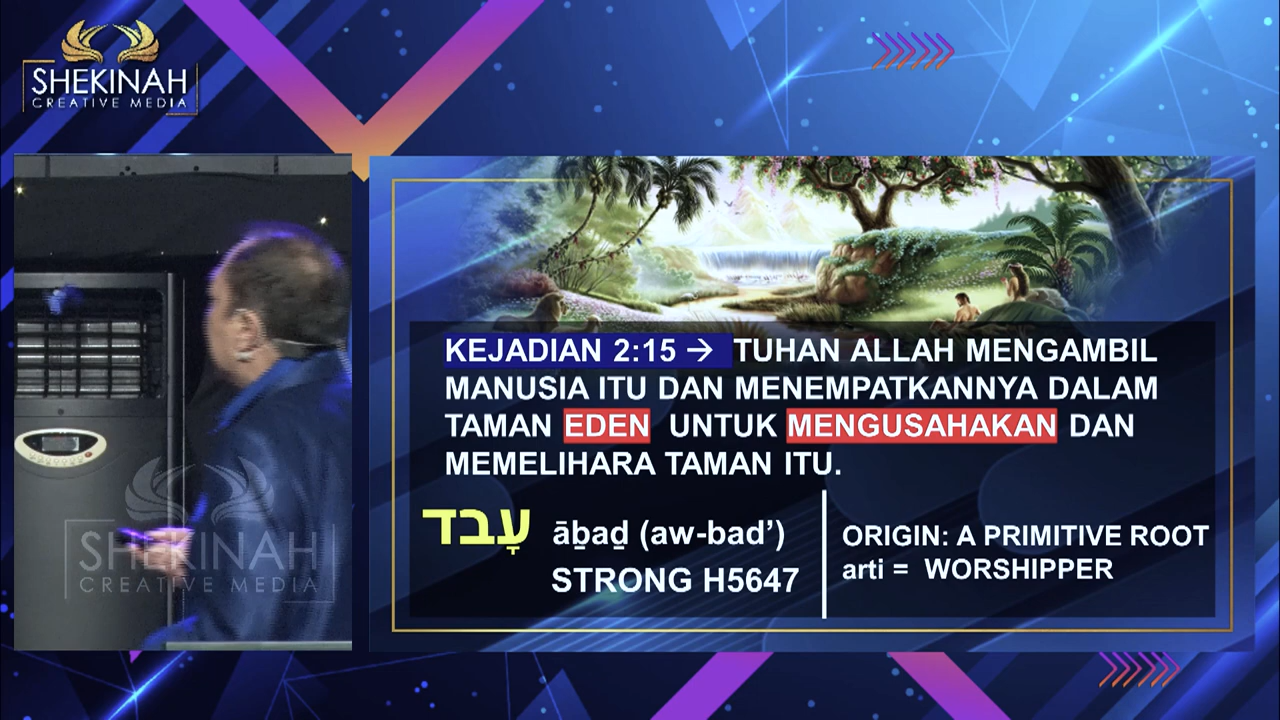 SHEKINAH
CREATIVE MEDIA
KEJADIAN 2:15 → TUHAN ALLAH MENGAMBIL
MANUSIA ITU DAN MENEMPATKANNYA DALAM
TAMAN EDEN UNTUK MENGUSAHAKAN DAN
MEMELIHARA TAMAN ITU.
עָבד āḇaḏ (aw-bad’)
STRONG H5647
ORIGIN: A PRIMITIVE ROOT
arti = WORSHIPPER
SHEKINAH
CREATIVE MEDIA